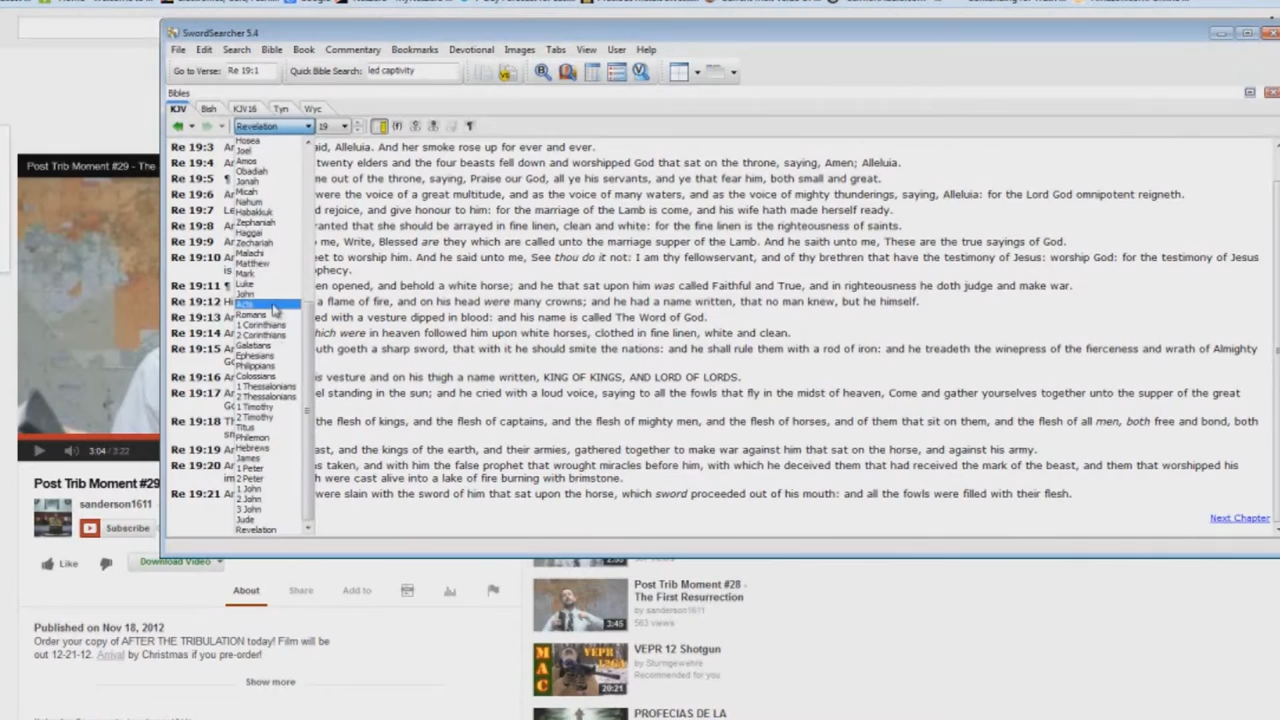 SwordSearcher 5.4
File Edit Search Bible Book Commentary Bookmarks Devotional Images Tabs View User Help
Go to Verse: Re 19:1 Quick Bible Search: led captivity
Bibles
KJV Bish KJV16 Tyn Wyc
Revelation 19
Hosea
Joel
Amos
Obadiah
Jonah
Micah
Nahum
Habakkuk
Zephaniah
Haggai
Zechariah
Malachi
Matthew
Mark
Luke
John
Acts
Romans
1 Corinthians
2 Corinthians
Galatians
Ephesians
Philippians
Colossians
1 Thessalonians
2 Thessalonians
1 Timothy
2 Timothy
Titus
Philemon
Hebrews
James
1 Peter
2 Peter
1 John
2 John
3 John
Jude
Revelation
Re 19:3 aid, Alleluia. And her smoke rose up for ever and ever.
Re 19:4 twenty elders and the four beasts fell down and worshipped God that sat on the throne, saying, Amen; Alleluia.
Re 19:5 ¶ me out of the throne, saying, Praise our God, all ye his servants, and ye that fear him, both small and great.
Re 19:6 were the voice of a great multitude, and as the voice of many waters, and as the voice of mighty thunderings, saying, Alleluia: for the Lord God omnipotent reigneth.
Re 19:7 d rejoice, and give honour to him: for the marriage of the Lamb is come, and his wife hath made herself ready.
Re 19:8 ranted that she should be arrayed in fine linen, clean and white: for the fine linen is the righteousness of saints.
Re 19:9 o me, Write, Blessed are they which are called unto the marriage supper of the Lamb. And he saith unto me, These are the true sayings of God.
Re 19:10 eet to worship him. And he said unto me, See thou do it not: I am thy fellowservant, and of thy brethren that have the testimony of Jesus: worship God: for the testimony of Jesus
is ophecy.
Re 19:11 ¶ en opened, and behold a white horse; and he that sat upon him was called Faithful and True, and in righteousness he doth judge and make war.
Re 19:12 a flame of fire, and on his head were many crowns; and he had a name written, that no man knew, but he himself.
Re 19:13 ed with a vesture dipped in blood: and his name is called The Word of God.
Re 19:14 hich were in heaven followed him upon white horses, clothed in fine linen, white and clean.
Re 19:15 uth goeth a sharp sword, that with it he should smite the nations: and he shall rule them with a rod of iron: and he treadeth the winepress of the fierceness and wrath of Almighty
Re 19:16 is vesture and on his thigh a name written, KING OF KINGS, AND LORD OF LORDS.
Re 19:17 el standing in the sun; and he cried with a loud voice, saying to all the fowls that fly in the midst of heaven, Come and gather yourselves together unto the supper of the great
Re 19:18 the flesh of kings, and the flesh of captains, and the flesh of mighty men, and the flesh of horses, and of them that sit on them, and the flesh of all men, both free and bond, both
Re 19:19 ast, and the kings of the earth, and their armies, gathered together to make war against him that sat on the horse, and against his army.
Re 19:20 as taken, and with him the false prophet that wrought miracles before him, with which he deceived them that had received the mark of the beast, and them that worshipped his
h were cast alive into a lake of fire burning with brimstone.
Re 19:21 were slain with the sword of him that sat upon the horse, which sword proceeded out of his mouth: and all the fowls were filled with their flesh.
Next Chapter
Post Trib Moment #29 - The
3:04 / 3:22
Post Trib Moment #29
sanderson1611
Subscribe
Like Download Video
About Share Add to
Published on Nov 18, 2012
Order your copy of AFTER THE TRIBULATION today! Film will be
out 12-21-12. Arrival by Christmas if you pre-order!
Show more
Post Trib Moment #28 -
The First Resurrection
by sanderson1611
563 views
3:45
VEPR 12 Shotgun
by Sturmgewehre
Recommended for you
MAC
VEPR
20:21
PROFECIAS DE LA